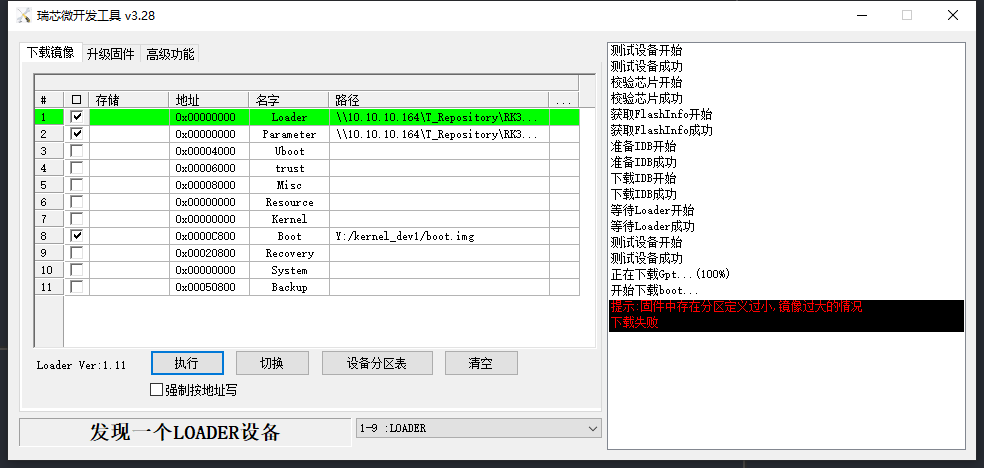 瑞芯微开发工具 v3.28
下载镜像 升级固件 高级功能
# 存储 地址 名字 路径 ...
1 0x00000000 Loader \\10.10.10.164\T_Repository\RK3...
2 0x00000000 Parameter \\10.10.10.164\T_Repository\RK3...
3 0x00004000 Uboot
4 0x00006000 trust
5 0x00008000 Misc
6 0x00000000 Resource
7 0x00000000 Kernel
8 0x0000C800 Boot Y:/kernel_dev1/boot.img
9 0x00020800 Recovery
10 0x00000000 System
11 0x00050800 Backup
Loader Ver:1.11 执行 切换 设备分区表 清空
强制按地址写
发现一个LOADER设备 1-9 :LOADER
测试设备开始
测试设备成功
校验芯片开始
校验芯片成功
获取FlashInfo开始
获取FlashInfo成功
准备IDB开始
准备IDB成功
下载IDB开始
下载IDB成功
等待Loader开始
等待Loader成功
测试设备开始
测试设备成功
正在下载Gpt...(100%)
开始下载boot...
提示:固件中存在分区定义过小,镜像过大的情况
下载失败